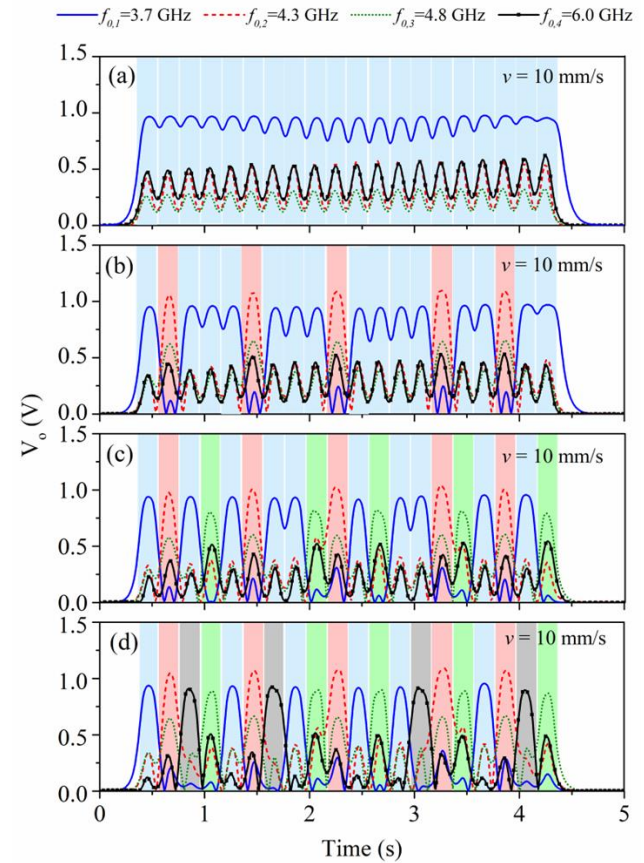 f0,1=3.7 GHz f0,2=4.3 GHz f0,3=4.8 GHz f0,4=6.0 GHz
(a) v = 10 mm/s
1.5
1.0
0.5
0.0
(b) v = 10 mm/s
1.5
1.0
0.5
0.0
(c) v = 10 mm/s
1.5
1.0
0.5
0.0
(d) v = 10 mm/s
1.5
1.0
0.5
0.0
Vo (V)
0 1 2 3 4 5
Time (s)